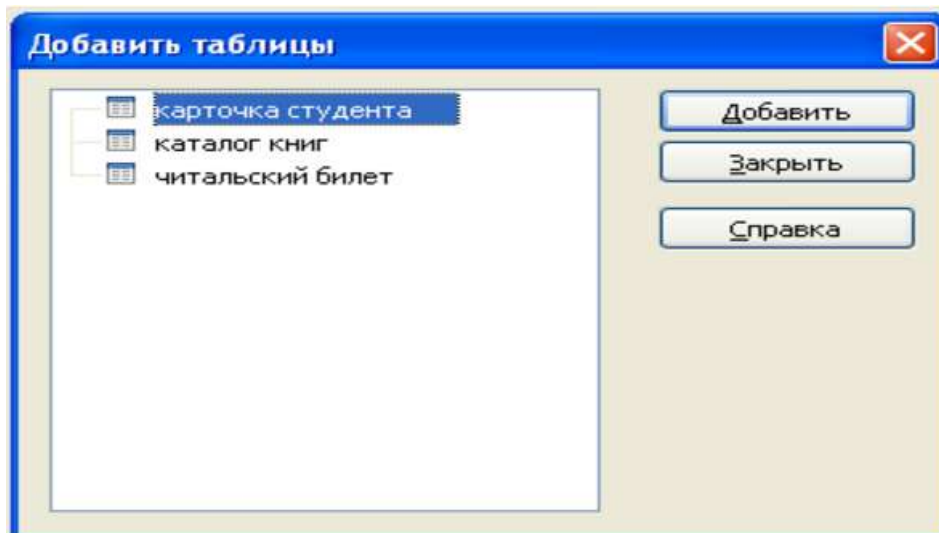 Добавить таблицы
карточка студента
каталог книг
читальский билет
Добавить
Закрыть
Справка